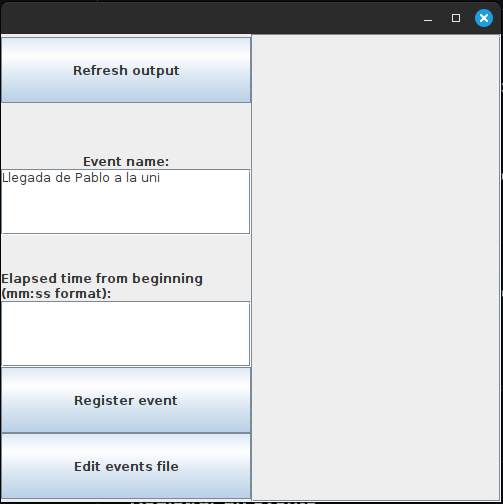 Refresh output
Event name:
Llegada de Pablo a la uni
Elapsed time from beginning
(mm:ss format):
Register event
Edit events file